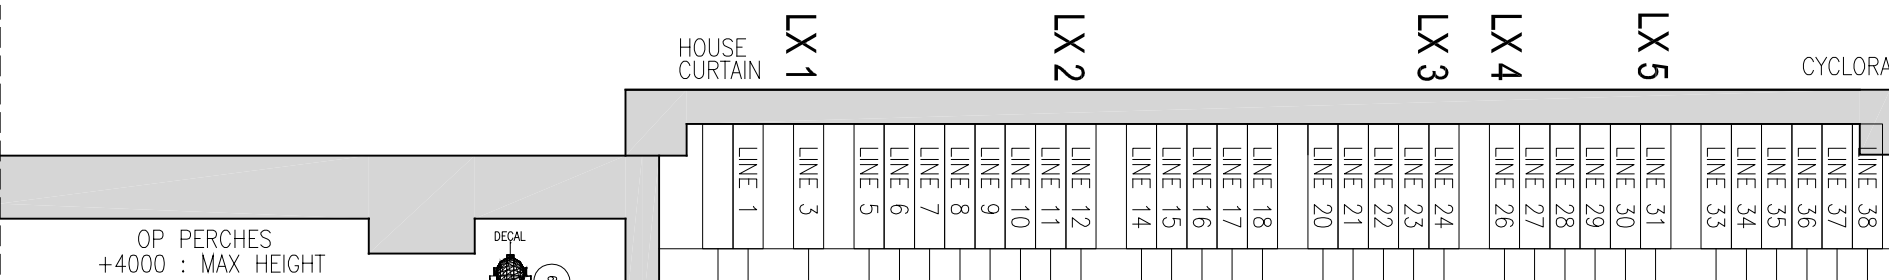 HOUSE
CURTAIN
LX 1
LX 2
LX 3
LX 4
LX 5
CYCLORA
LINE 1
LINE 3
LINE 5
LINE 6
LINE 7
LINE 8
LINE 9
LINE 10
LINE 11
LINE 12
LINE 14
LINE 15
LINE 16
LINE 17
LINE 18
LINE 20
LINE 21
LINE 22
LINE 23
LINE 24
LINE 26
LINE 27
LINE 28
LINE 29
LINE 30
LINE 31
LINE 33
LINE 34
LINE 35
LINE 36
LINE 37
LINE 38
OP PERCHES
+4000 : MAX HEIGHT
DECAL